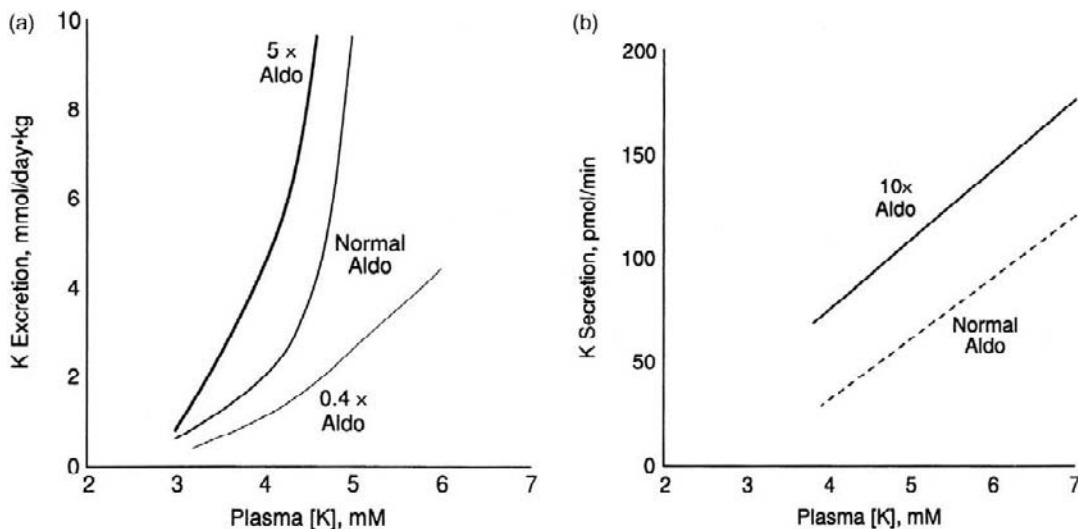 (a)
K Excretion, mmol/day•kg
10
8
6
4
2
0
5 ×
Aldo
Normal
Aldo
0.4 ×
Aldo
2 3 4 5 6 7
Plasma [K], mM
(b)
K Secretion, pmol/min
200
150
100
50
0
10×
Aldo
Normal
Aldo
2 3 4 5 6 7
Plasma [K], mM